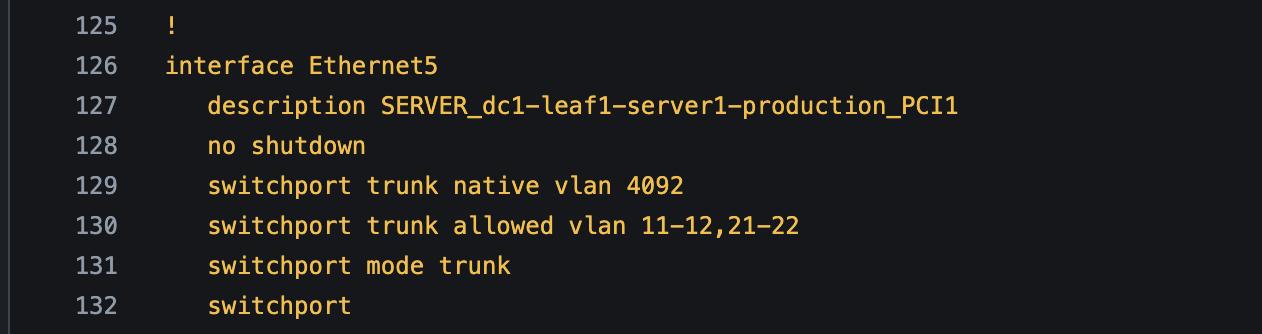 125 !
126 interface Ethernet5
127 description SERVER_dc1-leaf1-server1-production_PCI1
128 no shutdown
129 switchport trunk native vlan 4092
130 switchport trunk allowed vlan 11-12,21-22
131 switchport mode trunk
132 switchport